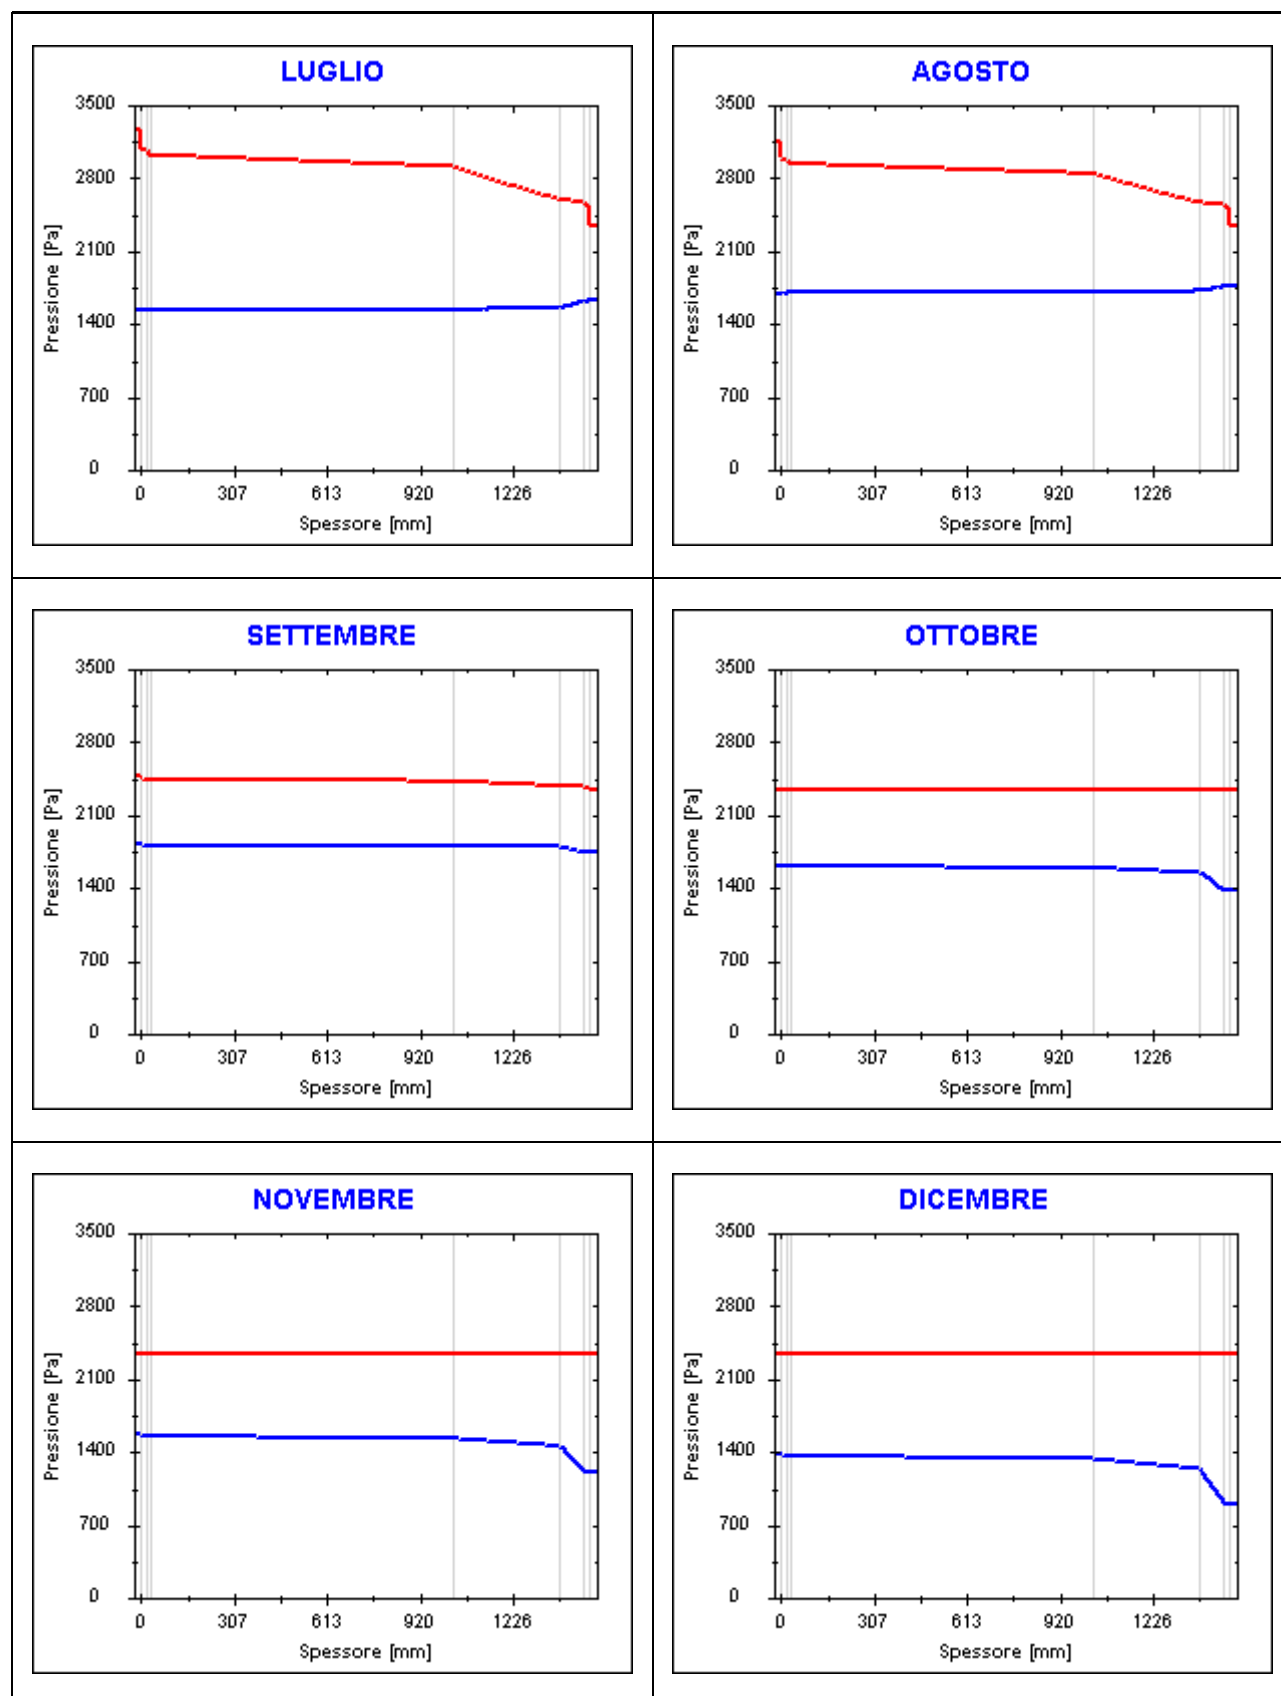 LUGLIO
3500
2800
2100
1400
700
0
Pressione [Pa]
0 307 613 920 1226
Spessore [mm]
AGOSTO
3500
2800
2100
1400
700
0
Pressione [Pa]
0 307 613 920 1226
Spessore [mm]
SETTEMBRE
3500
2800
2100
1400
700
0
Pressione [Pa]
0 307 613 920 1226
Spessore [mm]
OTTOBRE
3500
2800
2100
1400
700
0
Pressione [Pa]
0 307 613 920 1226
Spessore [mm]
NOVEMBRE
3500
2800
2100
1400
700
0
Pressione [Pa]
0 307 613 920 1226
Spessore [mm]
DICEMBRE
3500
2800
2100
1400
700
0
Pressione [Pa]
0 307 613 920 1226
Spessore [mm]